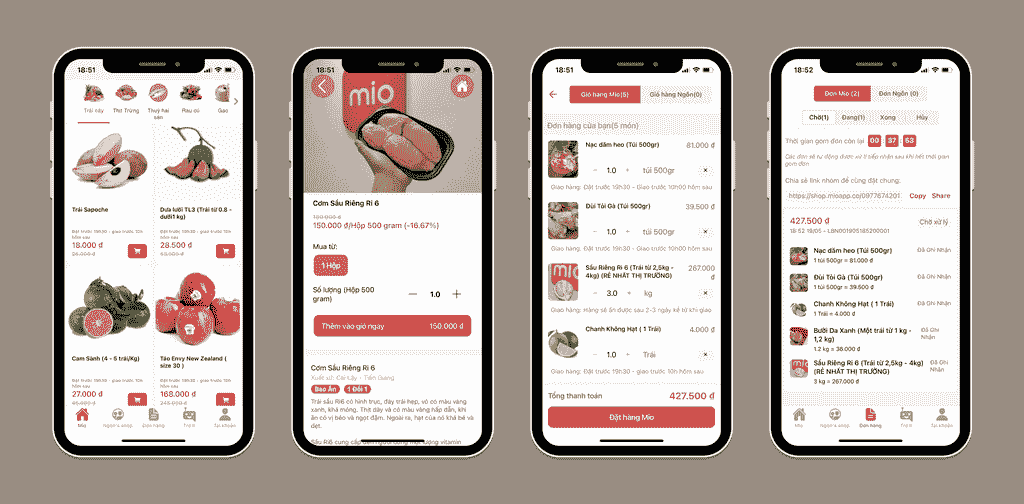 18:51
Trái cây
Thịt Trứng
Thuỷ hải
sản
Rau củ
Gạo
Trái Sapoche
Đặt trước 19h30 - giao trước 10h
hôm sau
18.000 đ
Dưa lưới TL3 (Trái từ 0.8 -
dưới1 kg)
Đặt trước 19h30 - giao trước 10h
hôm sau
28.500 đ
Cam Sành (4 - 5 trái/Kg)
Đặt trước 19h30 - giao trước 10h
hôm sau
27.000 đ
Táo Envy New Zealand (
size 30 )
Đặt trước 19h30 - giao trước 10h
hôm sau
168.000 đ
Mio
Ngon's shop
Đơn hàng
Trợ lí
Tài khoản
18:51
mio
Cơm Sầu Riêng Ri 6
180.000 đ
150.000 đ/Hộp 500 gram (-16.67%)
Mua từ:
1 Hộp
Số lượng (Hộp 500
gram)
1.0
Thêm vào giỏ ngay
150.000 đ
Cơm Sầu Riêng Ri 6
Xuất xứ: Cai Lậy - Tiền Giang
Bao Ăn
1 Đổi 1
Trái sầu Ri6 có hình trục, dáy trái hẹp, vỏ có màu vàng
xanh, khá mỏng. Thịt dày và có màu vàng hấp dẫn, khi
ăn có vị béo và ngọt đậm. Ngoài ra, hạt của nó khá bé và
dẹt.
Sầu Ri6 cung cấp đến người dùng một lượng vitamin
18:51
Giỏ hàng Mio(5)
Giỏ hàng Ngôn(0)
Đơn hàng của bạn(5 món)
Nạc dăm heo (Túi 500gr)
81.000 đ
1.0
túi 500gr
Giao hàng: Đặt trước 19h30 - Giao trước 10h00 hôm sau
Đùi Tỏi Gà (Túi 500gr)
39.500 đ
1.0
túi 500gr
Giao hàng: Đặt trước 19h30 - Giao trước 10h00 hôm sau
mio
Sầu Riêng Ri 6 (Trái từ 2,5kg -
4kg) (RẺ NHẤT THỊ TRƯỜNG)
267.000
đ
3.0
kg
Giao hàng: Hàng sẽ ăn được sau 2-3 ngày kể từ khi giao
Chanh Không Hạt ( 1 Trái)
4.000 đ
1.0
Trái
Giao hàng: Đặt trước 19h30 - giao trước 10h hôm sau
Tổng thanh toán
427.500 đ
Đặt hàng Mio
18:52
Đơn Mio (2)
Đơn Ngôn (0)
Chờ(1)
Đang(1)
Xong
Hủy
Thời gian gom đơn còn lại
00 : 37 : 53
Các đơn sẽ tự động được xử lí tiếp nhận sau khi hết thời gian
gom đơn
Chia sẻ link nhóm để cùng đặt chung:
https://shop.mioapp.co/0977674201
Copy
Share
427.500 đ
Chờ xử lý
18:52 19/05 - LBN001905185200001
Nạc dăm heo (Túi 500gr)
Đã Ghi Nhận
1 túi 500gr = 81.000 đ
Đùi Tỏi Gà (Túi 500gr)
Đã Ghi Nhận
1 túi 500gr = 39.500 đ
Chanh Không Hạt ( 1 Trái)
Đã Ghi Nhận
1 Trái = 4.000 đ
Bưởi Da Xanh (Một trái từ 1 kg -
1,2 kg)
Đã Ghi
Nhận
1.2 kg = 36.000 đ
Sầu Riêng Ri 6 (Trái từ 2,5kg - 4kg)
(RẺ NHẤT THỊ TRƯỜNG)
Đã Ghi
Nhận
3 kg = 267.000 đ
Mio
Ngon's shop
Đơn hàng
Trợ lí
Tài khoản